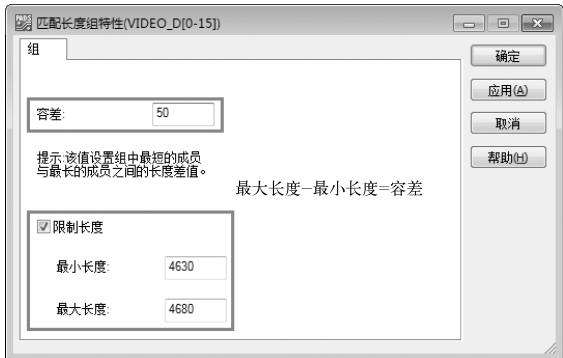 匹配长度组特性(VIDEO_D[0-15])
组
确定
应用(A)
取消
帮助(H)
容差: 50
提示:该值设置组中最短的成员
与最长的成员之间的长度差值。
最大长度-最小长度=容差
限制长度
最小长度: 4630
最大长度: 4680